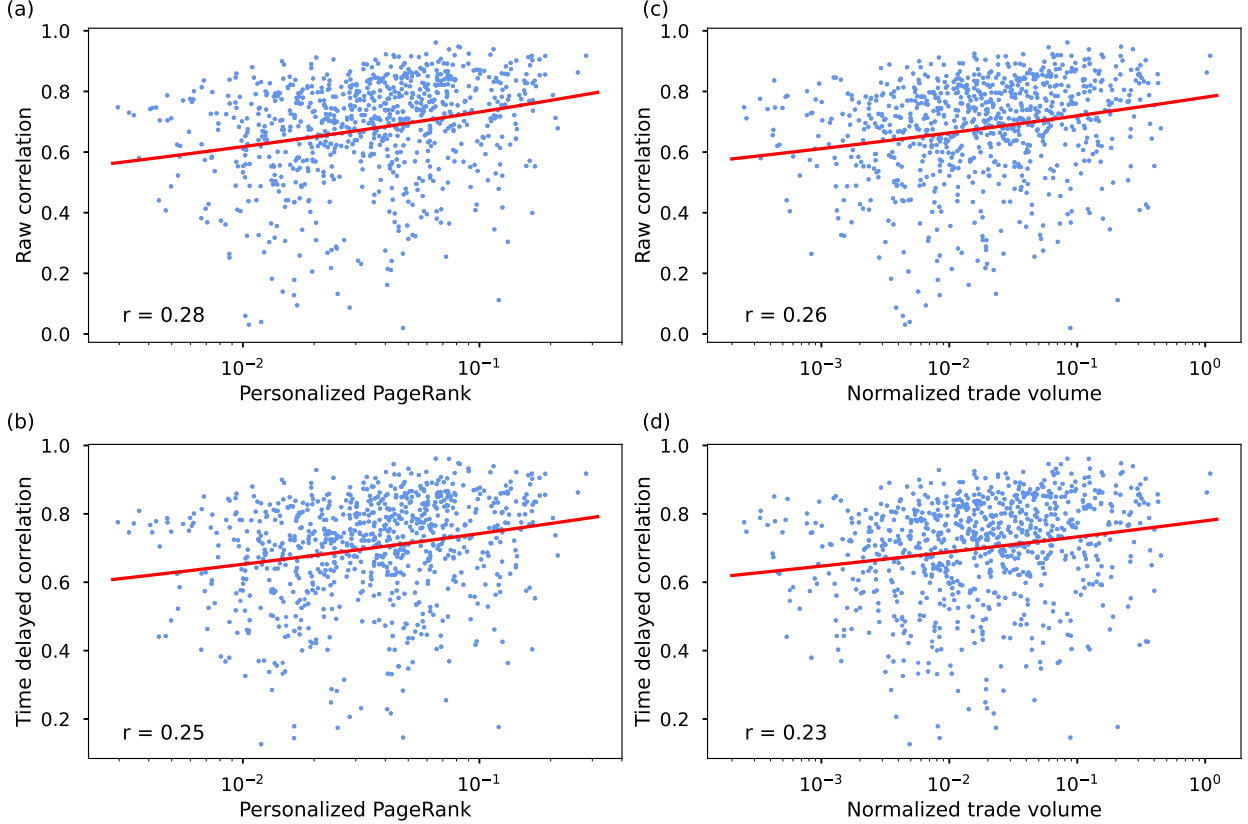 (a)
1.0
0.8
0.6
0.4
0.2
0.0
Raw correlation
r = 0.28
10⁻²
10⁻¹
Personalized PageRank
(c)
1.0
0.8
0.6
0.4
0.2
0.0
Raw correlation
r = 0.26
10⁻³
10⁻²
10⁻¹
10⁰
Normalized trade volume
(b)
1.0
0.8
0.6
0.4
0.2
Time delayed correlation
r = 0.25
10⁻²
10⁻¹
Personalized PageRank
(d)
1.0
0.8
0.6
0.4
0.2
Time delayed correlation
r = 0.23
10⁻³
10⁻²
10⁻¹
10⁰
Normalized trade volume